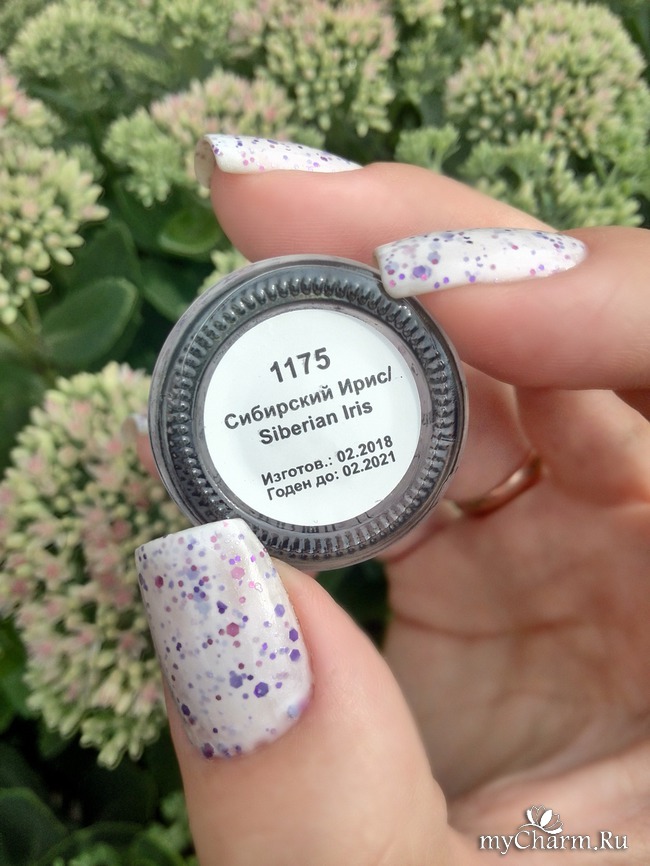 1175
Сибирский Ирис/
Siberian Iris
Изготов.: 02.2018
Годен до: 02.2021
myCharm.Ru